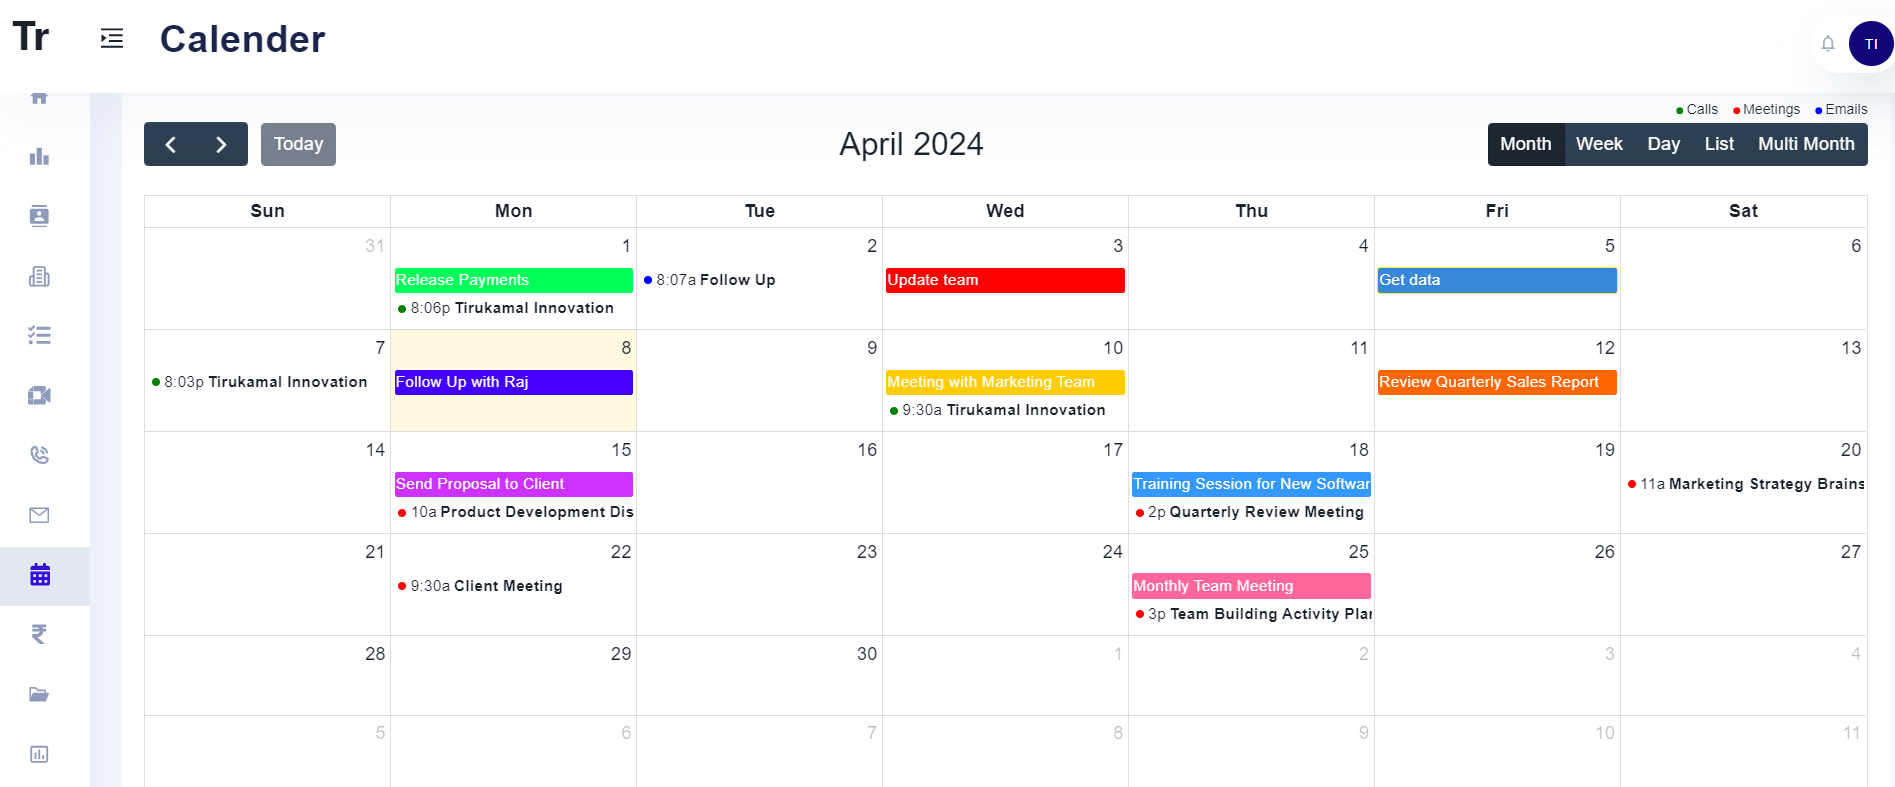 Tr
Calender
TI
Calls Meetings Emails
Today
April 2024
Month Week Day List Multi Month
Sun Mon Tue Wed Thu Fri Sat
31 1 2 3 4 5 6
Release Payments
8:07a Follow Up
Update team
Get data
8:06p Tirukamal Innovation
7 8 9 10 11 12 13
8:03p Tirukamal Innovation
Follow Up with Raj
Meeting with Marketing Team
Review Quarterly Sales Report
9:30a Tirukamal Innovation
14 15 16 17 18 19 20
Send Proposal to Client
Training Session for New Softwar
11a Marketing Strategy Brains
10a Product Development Dis
2p Quarterly Review Meeting
21 22 23 24 25 26 27
9:30a Client Meeting
Monthly Team Meeting
3p Team Building Activity Plan
28 29 30 1 2 3 4
5 6 7 8 9 10 11